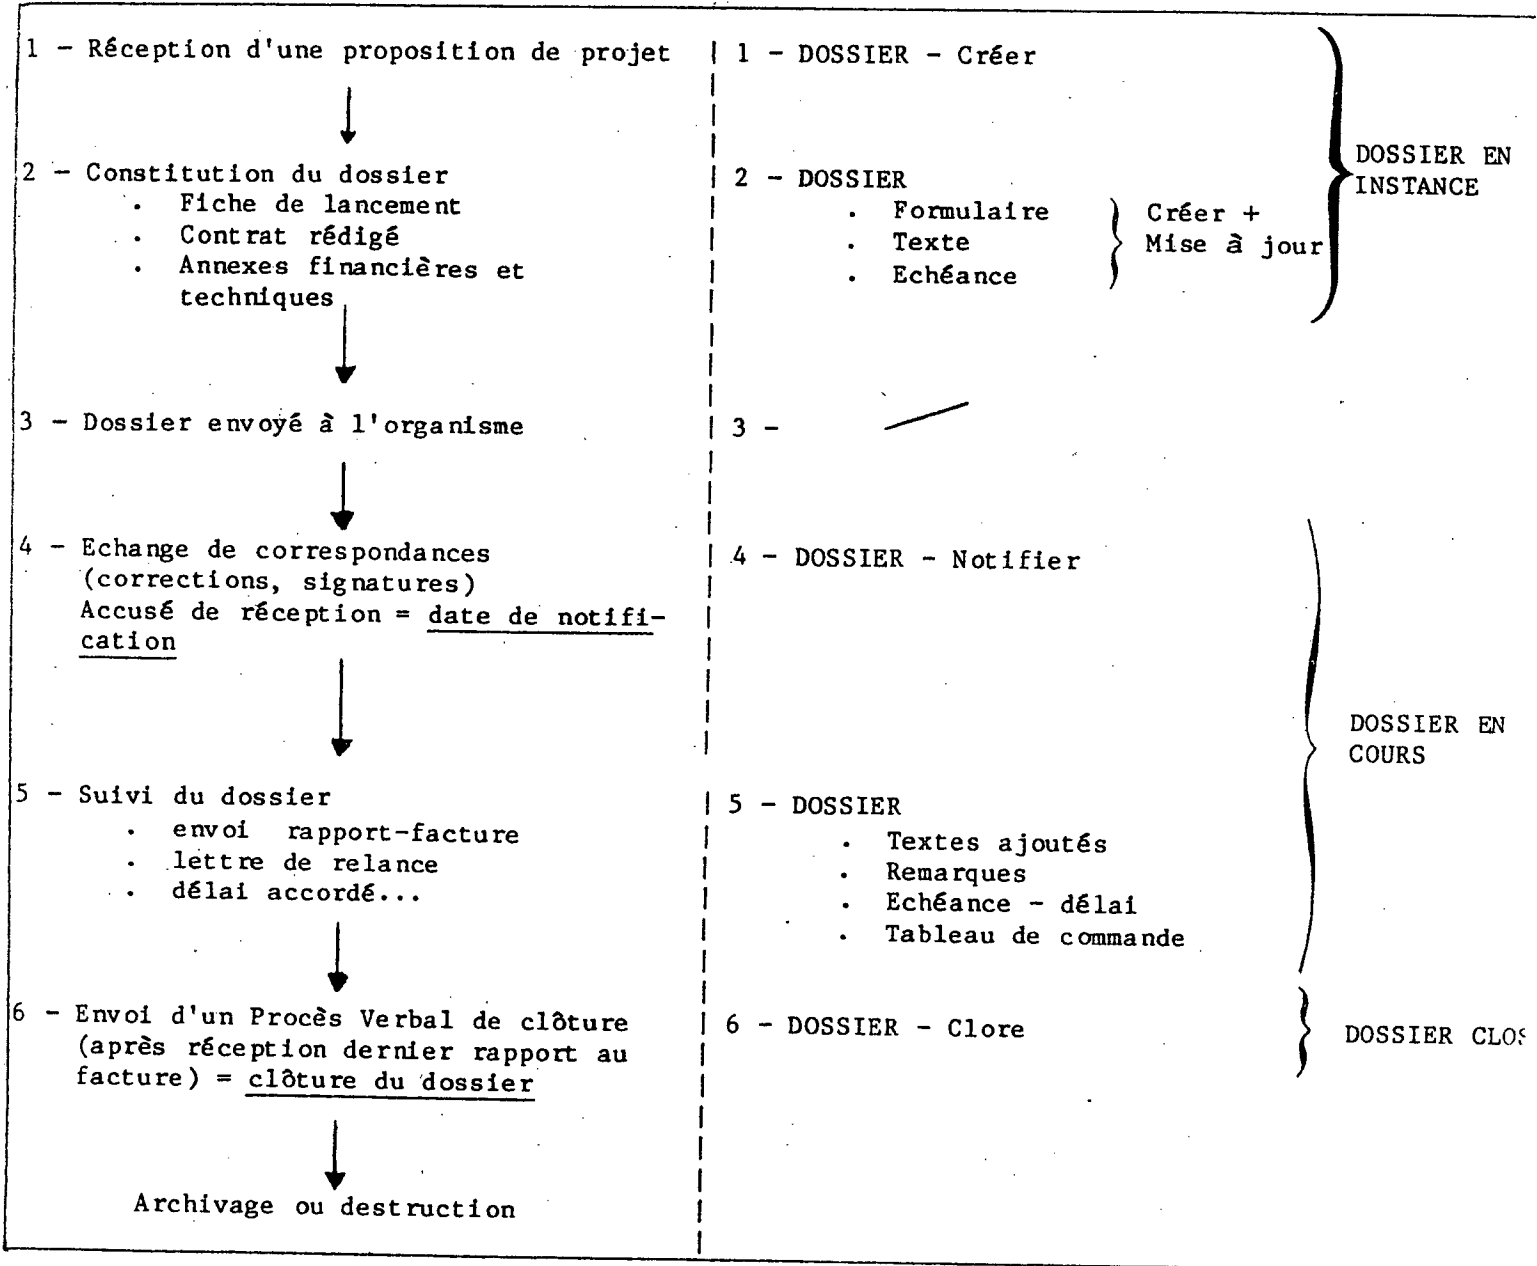 1 - Réception d'une proposition de projet
2 - Constitution du dossier
. Fiche de lancement
. Contrat rédigé
. Annexes financières et
techniques
3 - Dossier envoyé à l'organisme
4 - Echange de correspondances
(corrections, signatures)
Accusé de réception = date de notifi-
cation
5 - Suivi du dossier
. envoi rapport-facture
. lettre de relance
. délai accordé...
6 - Envoi d'un Procès Verbal de clôture
(après réception dernier rapport au
facture) = clôture du dossier
Archivage ou destruction
1 - DOSSIER - Créer
2 - DOSSIER
. Formulaire
. Texte
. Echéance
Créer +
Mise à jour
3 -
4 - DOSSIER - Notifier
5 - DOSSIER
. Textes ajoutés
. Remarques
. Echéance - délai
. Tableau de commande
6 - DOSSIER - Clore
DOSSIER EN
INSTANCE
DOSSIER EN
COURS
DOSSIER CLOS